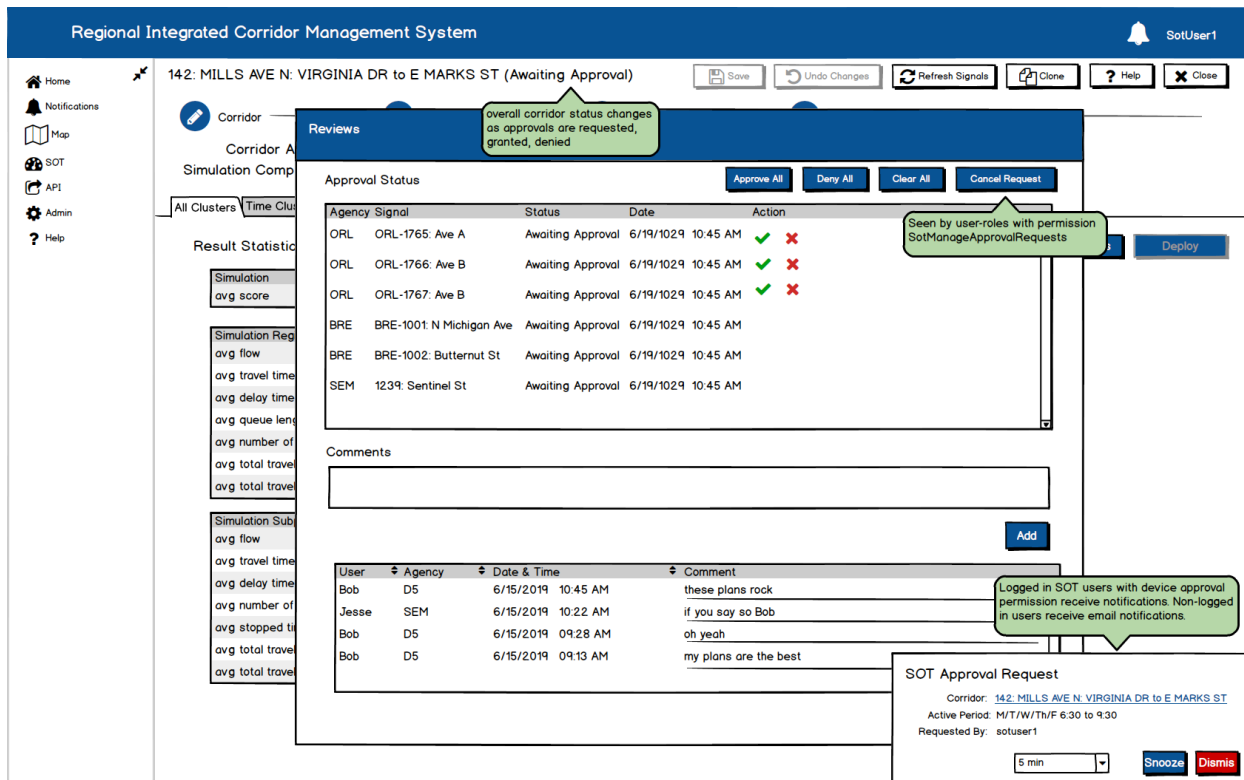 Regional Integrated Corridor Management System
SotUser1
Home
Notifications
Map
SOT
API
Admin
Help
142: MILLS AVE N: VIRGINIA DR to E MARKS ST (Awaiting Approval)
Save
Undo Changes
Refresh Signals
Clone
Help
Close
overall corridor status changes
as approvals are requested,
granted, denied
Corridor
Corridor A
Simulation Comp
All Clusters
Time Clu
Result Statistic
Deploy
Simulation
avg score
Simulation Reg
avg flow
avg travel time
avg delay time
avg queue leng
avg number of
avg total travel
avg total travel
Simulation Sub
avg flow
avg travel time
avg delay time
avg number of
avg stopped ti
avg total travel
avg total travel
Reviews
Approval Status
Approve All
Deny All
Clear All
Cancel Request
Seen by user-roles with permission
SotManageApprovalRequests
Agency Signal Status Date Action
ORL ORL-1765: Ave A Awaiting Approval 6/19/1029 10:45 AM
ORL ORL-1766: Ave B Awaiting Approval 6/19/1029 10:45 AM
ORL ORL-1767: Ave B Awaiting Approval 6/19/1029 10:45 AM
BRE BRE-1001: N Michigan Ave Awaiting Approval 6/19/1029 10:45 AM
BRE BRE-1002: Butternut St Awaiting Approval 6/19/1029 10:45 AM
SEM 1239: Sentinel St Awaiting Approval 6/19/1029 10:45 AM
Comments
Add
User Agency Date & Time Comment
Bob D5 6/15/2019 10:45 AM these plans rock
Jesse SEM 6/15/2019 10:22 AM if you say so Bob
Bob D5 6/15/2019 09:28 AM oh yeah
Bob D5 6/15/2019 09:13 AM my plans are the best
Logged in SOT users with device approval
permission receive notifications. Non-logged
in users receive email notifications.
SOT Approval Request
Corridor: 142: MILLS AVE N: VIRGINIA DR to E MARKS ST
Active Period: M/T/W/Th/F 6:30 to 9:30
Requested By: sotuser1
5 min
Snooze
Dismis